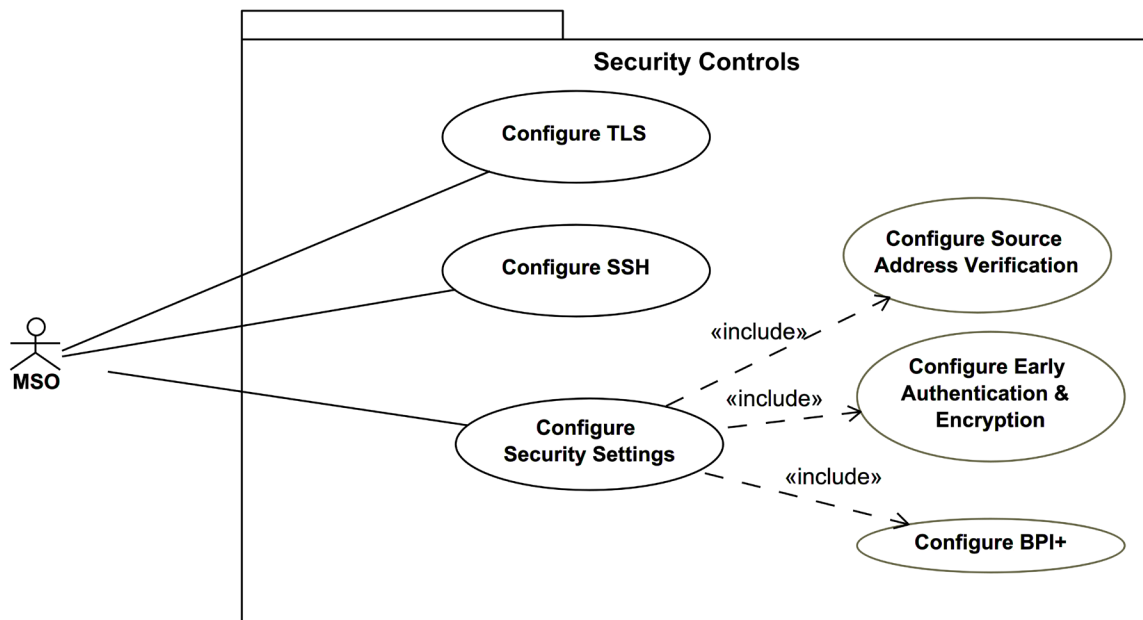 Security Controls
Configure TLS
Configure Source
Address Verification
Configure SSH
«include»
MSO
Configure Early
Authentication &
Encryption
«include»
Configure
Security Settings
«include»
Configure BPI+